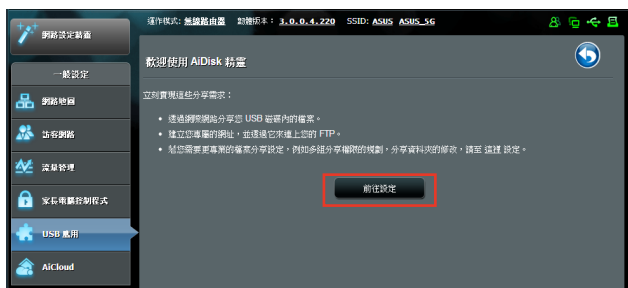 運作模式: 無線路由器 韌體版本: 3.0.0.4.220 SSID: ASUS ASUS_5G
網路設定精靈
一般設定
網路地圖
訪客網路
流量管理
家長電腦控制程式
USB 應用
AiCloud
歡迎使用 AiDisk 精靈
立刻實現這些分享需求:
• 透過網際網路分享您 USB 磁碟內的檔案。
• 建立您專屬的網址,並透過它來連上您的 FTP。
• 若您需要更專業的檔案分享設定,例如多組分享權限的規劃,分享資料夾的修改,請至 這裡 設定。
前往設定